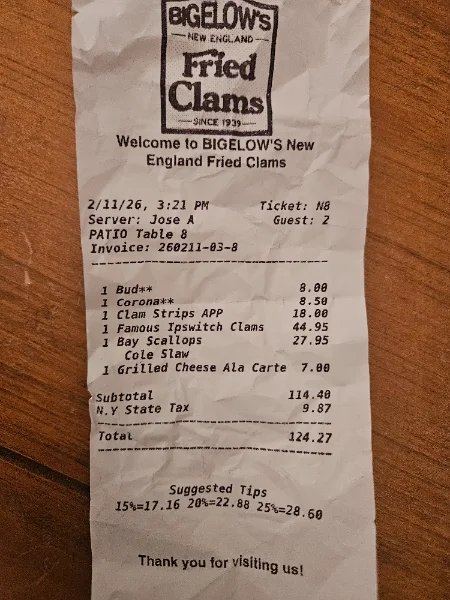 BIGELOW'S
NEW ENGLAND
Fried
Clams
SINCE 1939
Welcome to BIGELOW'S New
England Fried Clams
2/11/26, 3:21 PM Ticket: N8
Server: Jose A Guest: 2
PATIO Table 8
Invoice: 260211-03-8
1 Bud** 8.00
1 Corona** 8.50
1 Clam Strips APP 18.00
1 Famous Ipswitch Clams 44.95
1 Bay Scallops 27.95
Cole Slaw
1 Grilled Cheese Ala Carte 7.00
Subtotal 114.40
N.Y State Tax 9.87
Total 124.27
Suggested Tips
15%=17.16 20%=22.88 25%=28.60
Thank you for visiting us!